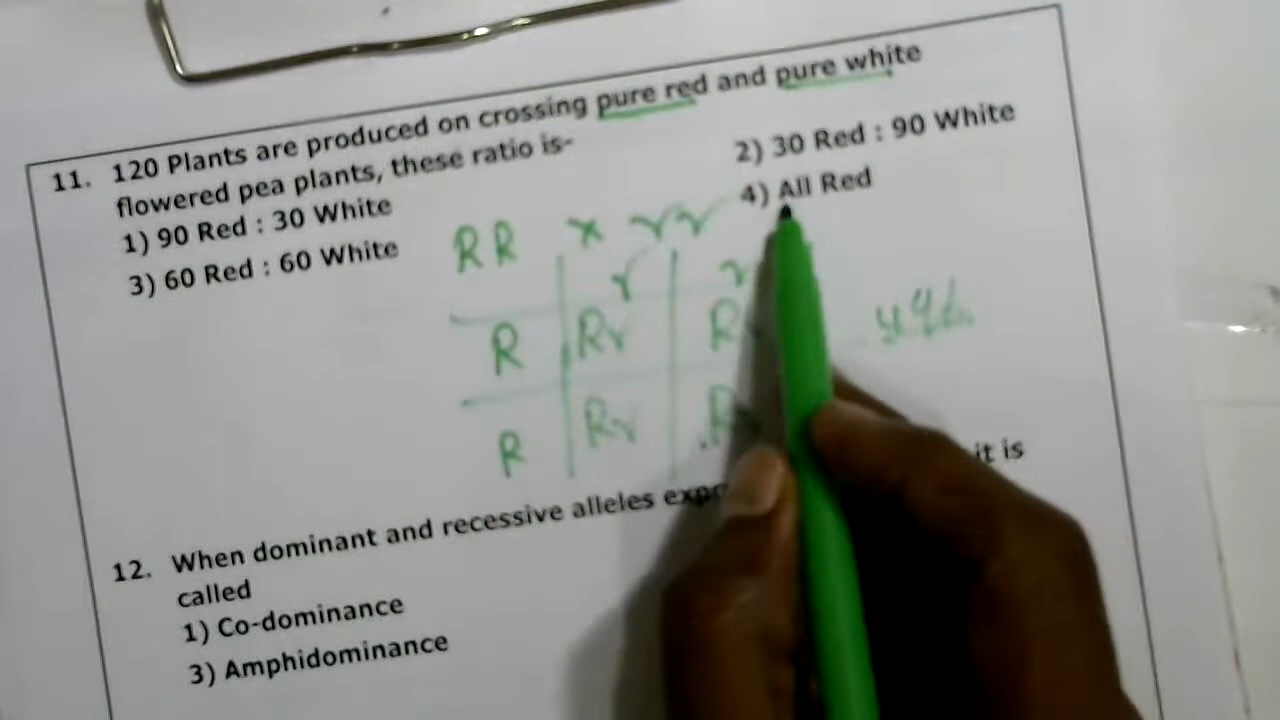 11. 120 Plants are produced on crossing pure red and pure white
flowered pea plants, these ratio is-
1) 90 Red : 30 White
2) 30 Red : 90 White
3) 60 Red : 60 White
4) All Red
RR x rr
r r
R Rr R
R Rr R
12. When dominant and recessive alleles it is
called
1) Co-dominance
3) Amphidominance